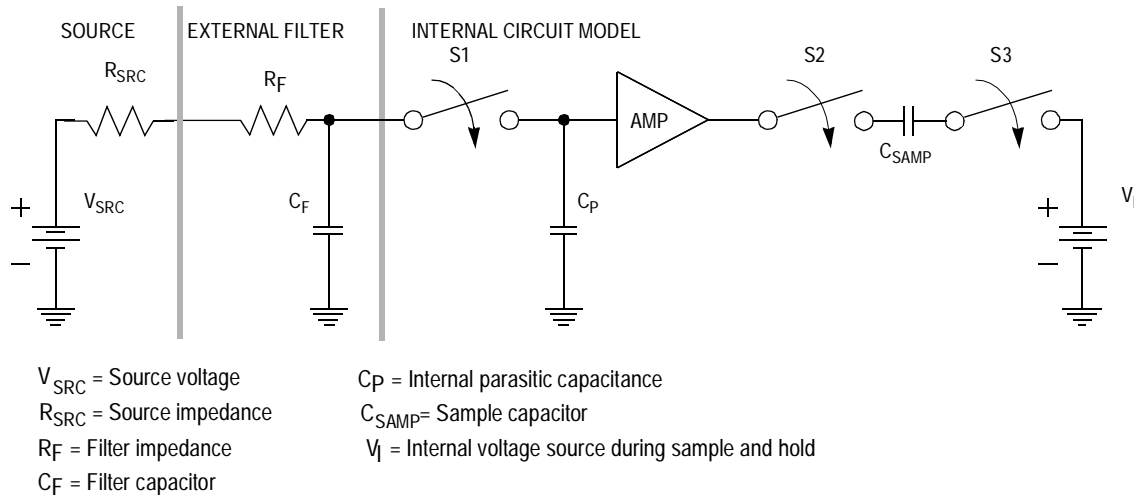 SOURCE
EXTERNAL FILTER
INTERNAL CIRCUIT MODEL
S1
S2
S3
RSRC
RF
AMP
CSAMP
VSRC
CF
CP
VI
+
−
+
−
VSRC = Source voltage
RSRC = Source impedance
RF = Filter impedance
CF = Filter capacitor
CP = Internal parasitic capacitance
CSAMP= Sample capacitor
VI = Internal voltage source during sample and hold